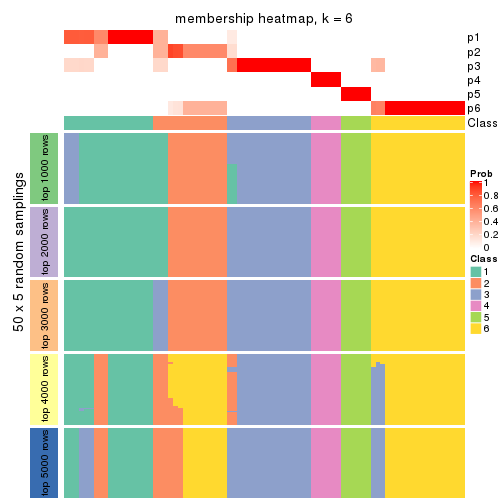 membership heatmap, k = 6
p1
p2
p3
p4
p5
p6
Class
50 x 5 random samplings
top 1000 rows
top 2000 rows
top 3000 rows
top 4000 rows
top 5000 rows
Prob
1
0.8
0.6
0.4
0.2
0
Class
1
2
3
4
5
6